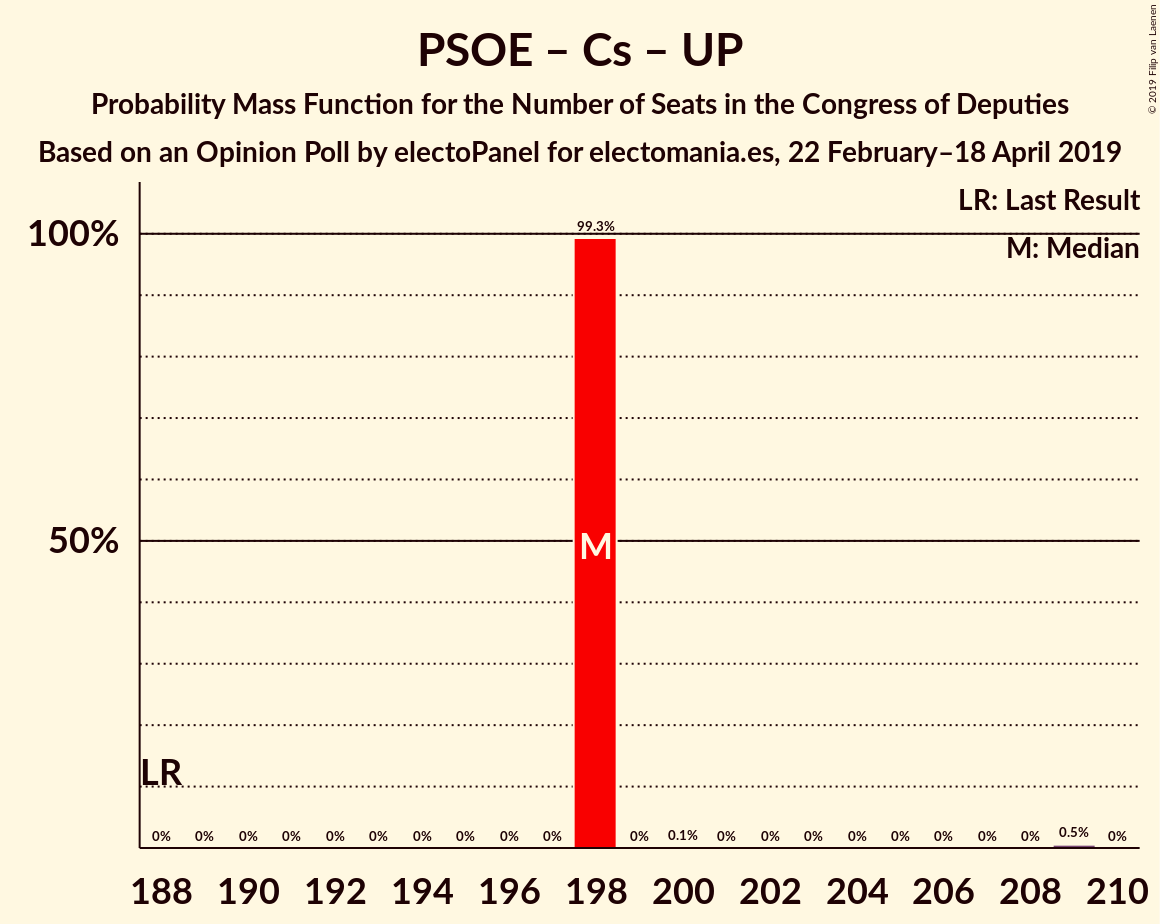 PSOE – Cs – UP
Probability Mass Function for the Number of Seats in the Congress of Deputies
Based on an Opinion Poll by electoPanel for electomania.es, 22 February–18 April 2019
© 2019 Filip van Laenen
LR: Last Result
M: Median
100%
50%
99.3%
M
LR
0% 0% 0% 0% 0% 0% 0% 0% 0% 0% 0% 0.1% 0% 0% 0% 0% 0% 0% 0% 0% 0.5% 0%
188 190 192 194 196 198 200 202 204 206 208 210